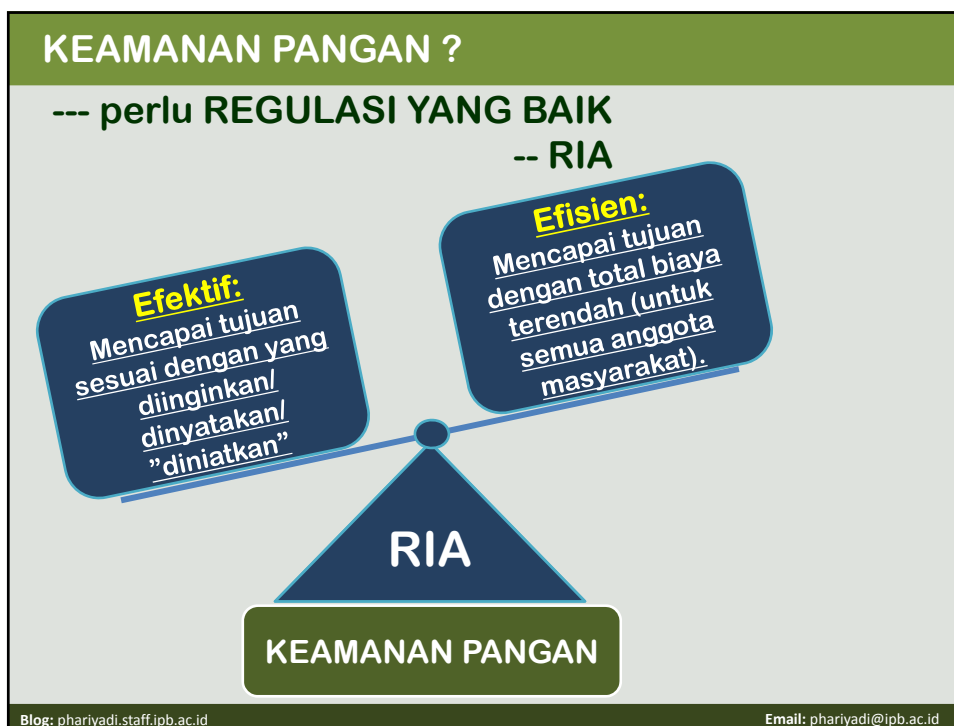 KEAMANAN PANGAN ?
--- perlu REGULASI YANG BAIK
-- RIA
Efektif:
Mencapai tujuan
sesuai dengan yang
diinginkan/
dinyatakan/
”diniatkan”
Efisien:
Mencapai tujuan
dengan total biaya
terendah (untuk
semua anggota
masyarakat).
RIA
KEAMANAN PANGAN
Blog: phariyadi.staff.ipb.ac.id
Email: phariyadi@ipb.ac.id